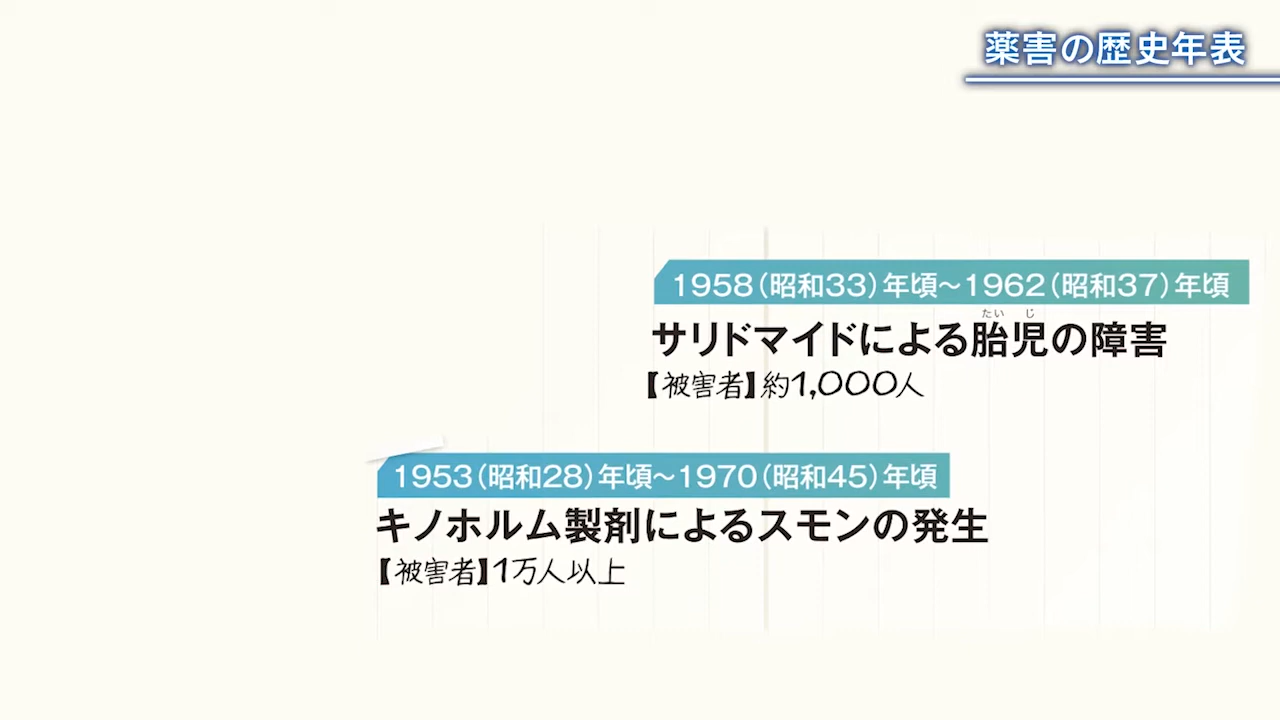 薬害の歴史年表
1958(昭和33)年頃~1962(昭和37)年頃
たいじ
サリドマイドによる胎児の障害
【被害者】約1,000人
1953(昭和28)年頃~1970(昭和45)年頃
キノホルム製剤によるスモンの発生
【被害者】1万人以上